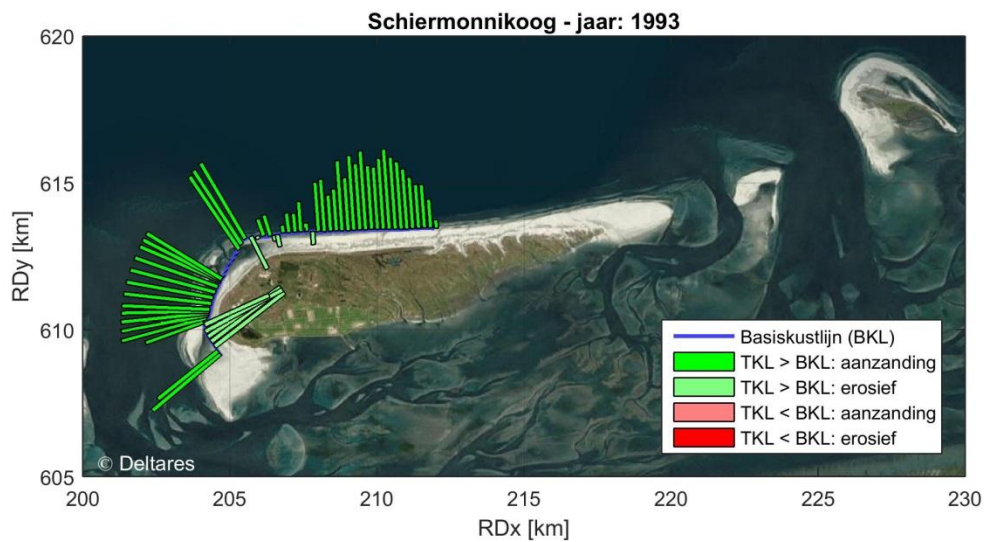 Schiermonnikoog - jaar: 1993
620
615
610
605
RDy [km]
Basiskustlijn (BKL)
TKL > BKL: aanzanding
TKL > BKL: erosief
TKL < BKL: aanzanding
TKL < BKL: erosief
© Deltares
200 205 210 215 220 225 230
RDx [km]